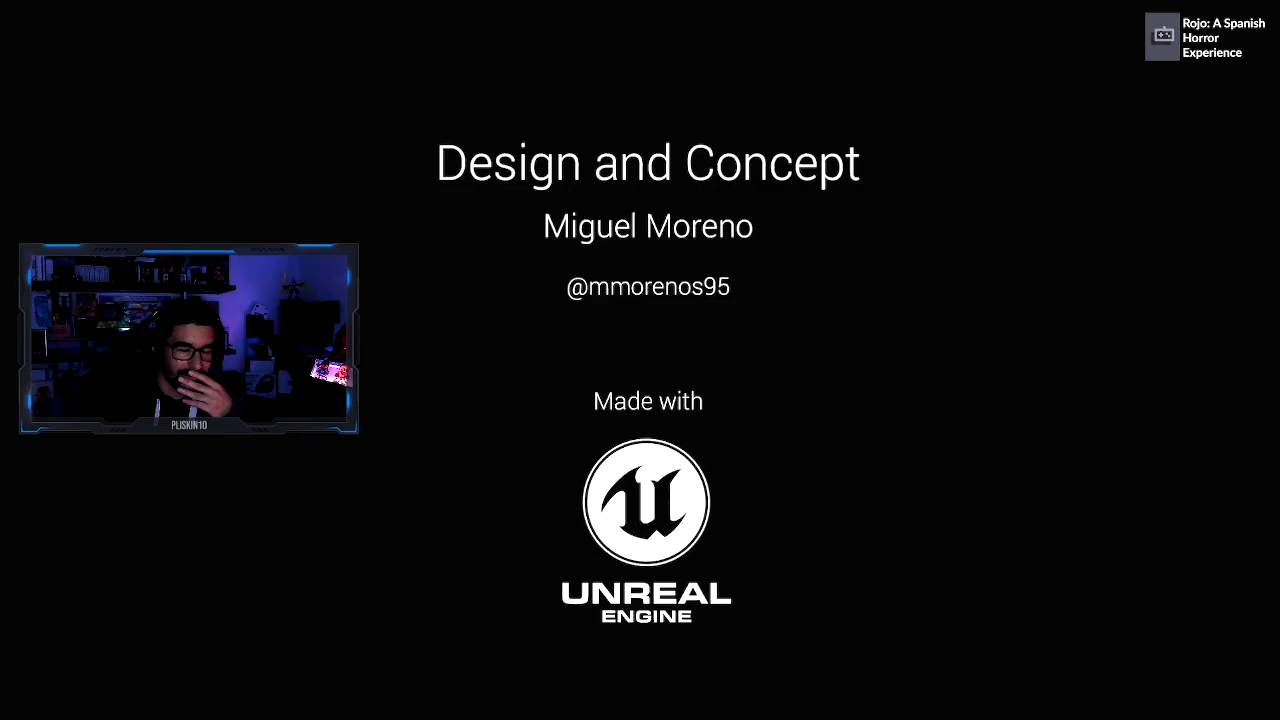 Rojo: A Spanish
Horror
Experience
Design and Concept
Miguel Moreno
@mmorenos95
Made with
UNREAL
ENGINE
PLISKIN10